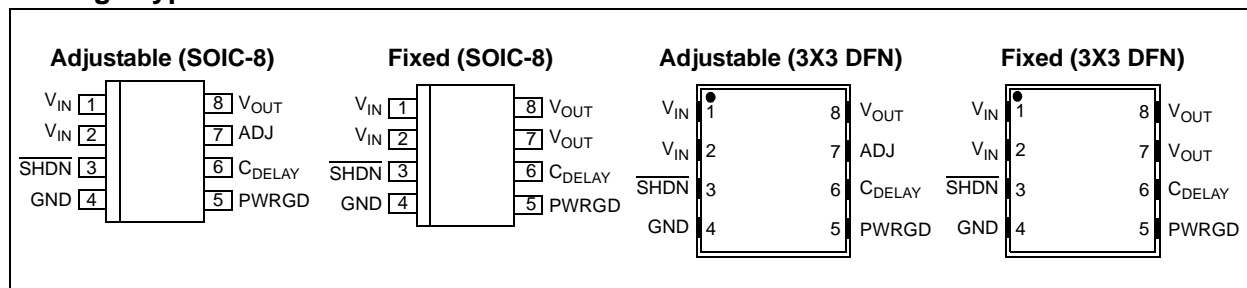 Adjustable (SOIC-8)
VIN 1
VIN 2
SHDN 3
GND 4
8 VOUT
7 ADJ
6 CDELAY
5 PWRGD
Fixed (SOIC-8)
VIN 1
VIN 2
SHDN 3
GND 4
8 VOUT
7 VOUT
6 CDELAY
5 PWRGD
Adjustable (3X3 DFN)
VIN 1
VIN 2
SHDN 3
GND 4
8 VOUT
7 ADJ
6 CDELAY
5 PWRGD
Fixed (3X3 DFN)
VIN 1
VIN 2
SHDN 3
GND 4
8 VOUT
7 VOUT
6 CDELAY
5 PWRGD